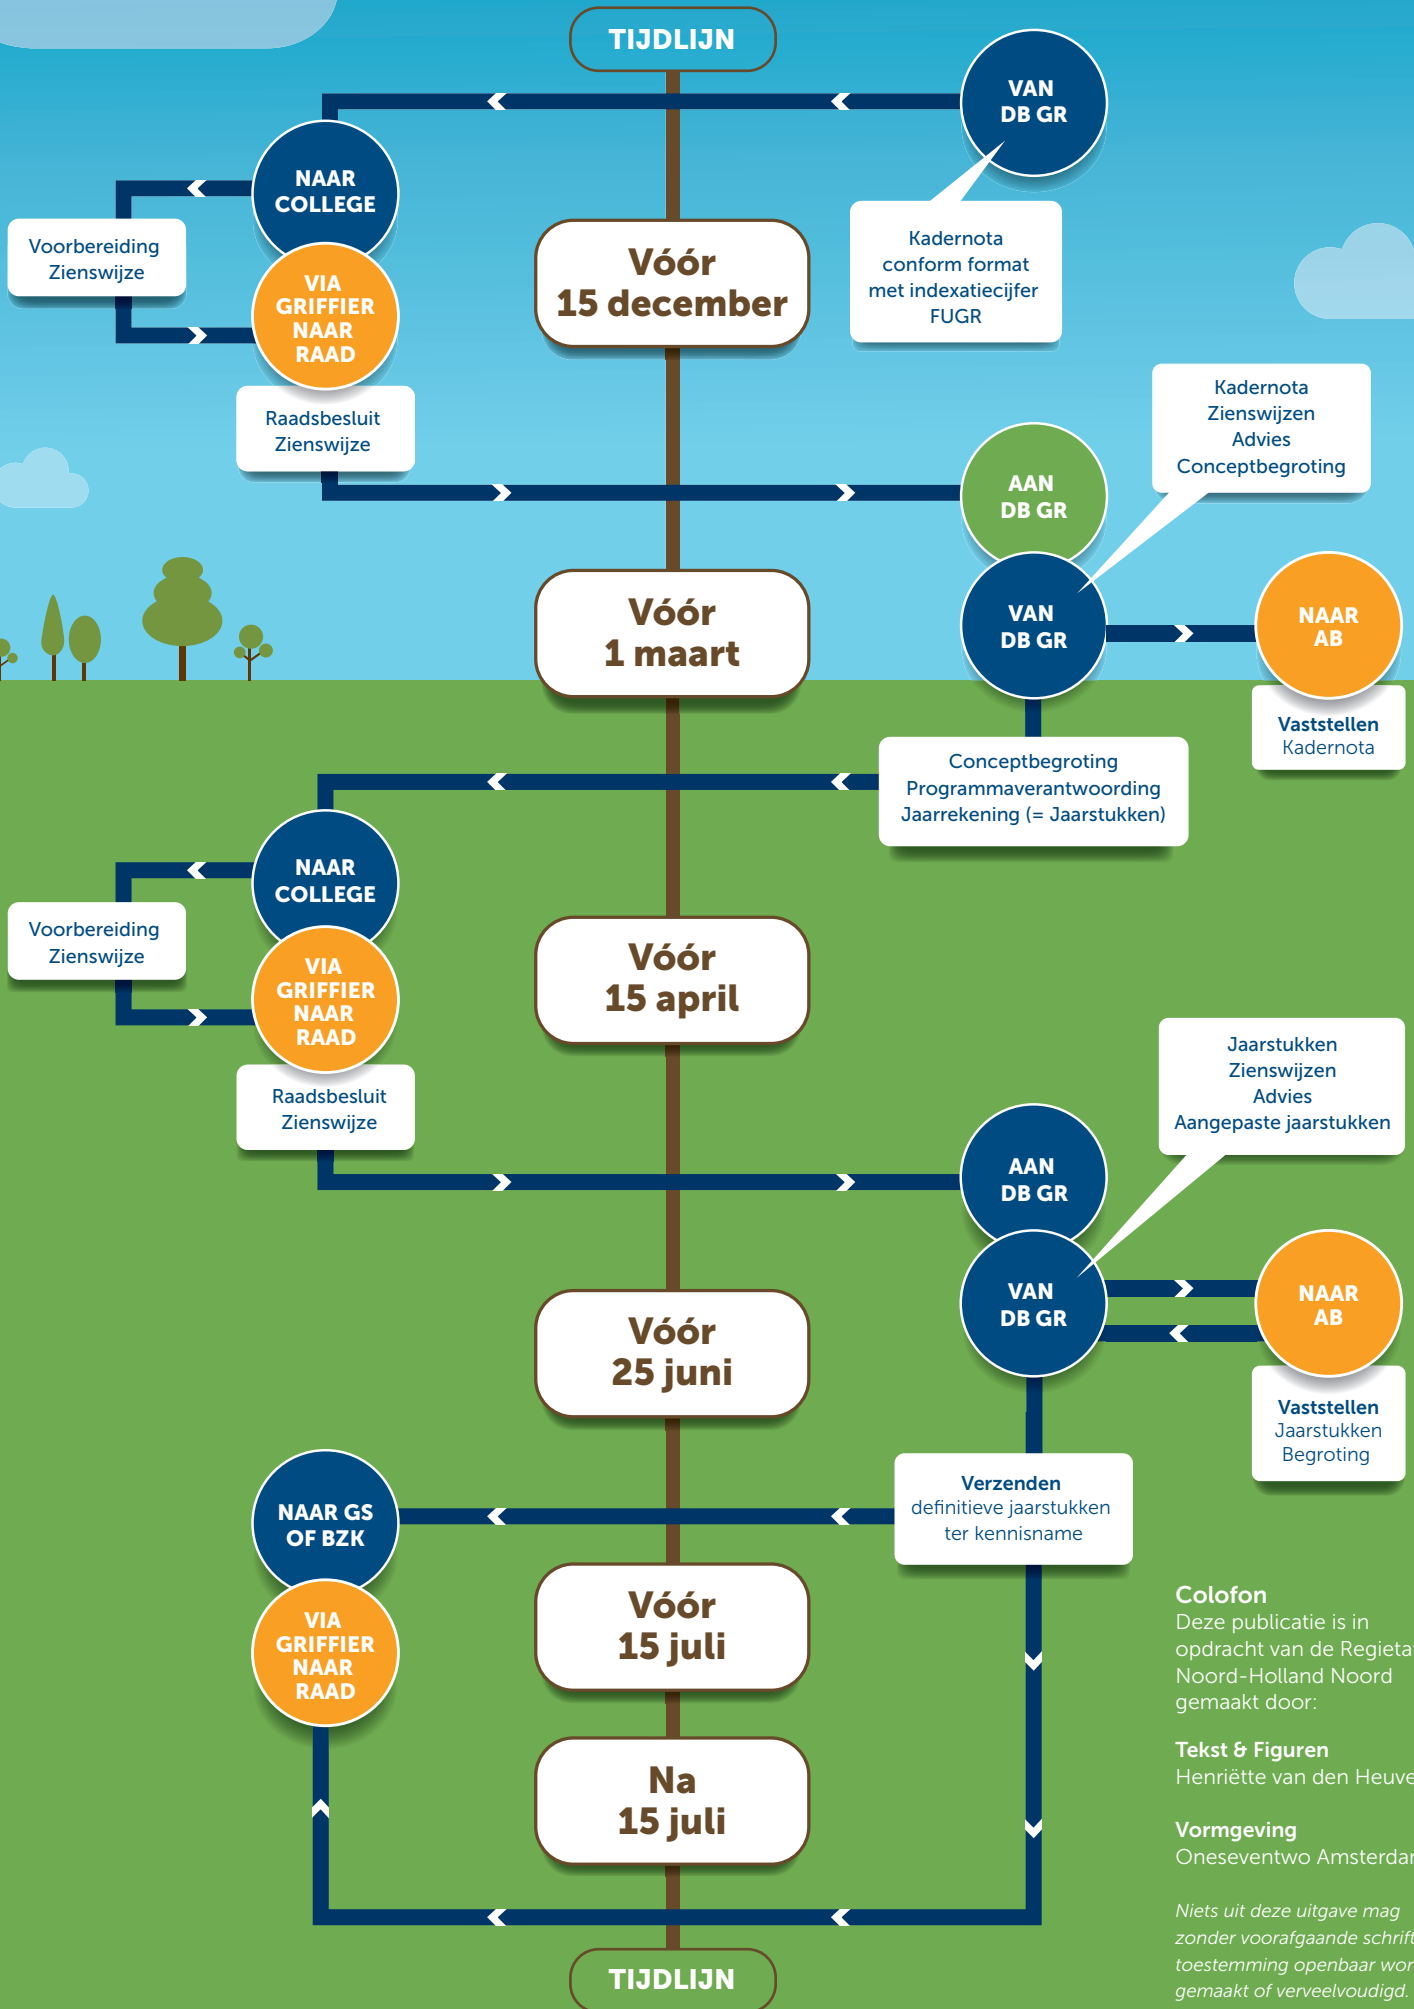 TIJDLIJN
VAN
DB GR
NAAR
COLLEGE
Voorbereiding
Zienswijze
VIA
GRIFFIER
NAAR
RAAD
Vóór
15 december
Kadernota
conform format
met indexatiecijfer
FUGR
Raadsbesluit
Zienswijze
Kadernota
Zienswijzen
Advies
Conceptbegroting
AAN
DB GR
Vóór
1 maart
VAN
DB GR
NAAR
AB
Vaststellen
Kadernota
Conceptbegroting
Programmaverantwoording
Jaarrekening (= Jaarstukken)
NAAR
COLLEGE
Voorbereiding
Zienswijze
VIA
GRIFFIER
NAAR
RAAD
Vóór
15 april
Raadsbesluit
Zienswijze
Jaarstukken
Zienswijzen
Advies
Aangepaste jaarstukken
AAN
DB GR
VAN
DB GR
NAAR
AB
Vóór
25 juni
Vaststellen
Jaarstukken
Begroting
Verzenden
definitieve jaarstukken
ter kennisname
NAAR GS
OF BZK
VIA
GRIFFIER
NAAR
RAAD
Vóór
15 juli
Na
15 juli
Colofon
Deze publicatie is in
opdracht van de
Noord-Holland Noord
gemaakt door:
Tekst & Figuren
Henriëtte van den
Vormgeving
Oneseventwo
Niets uit deze uitgave mag
zonder voorafgaande
toestemming openbaar
gemaakt of verveelvoudigd.
TIJDLIJN